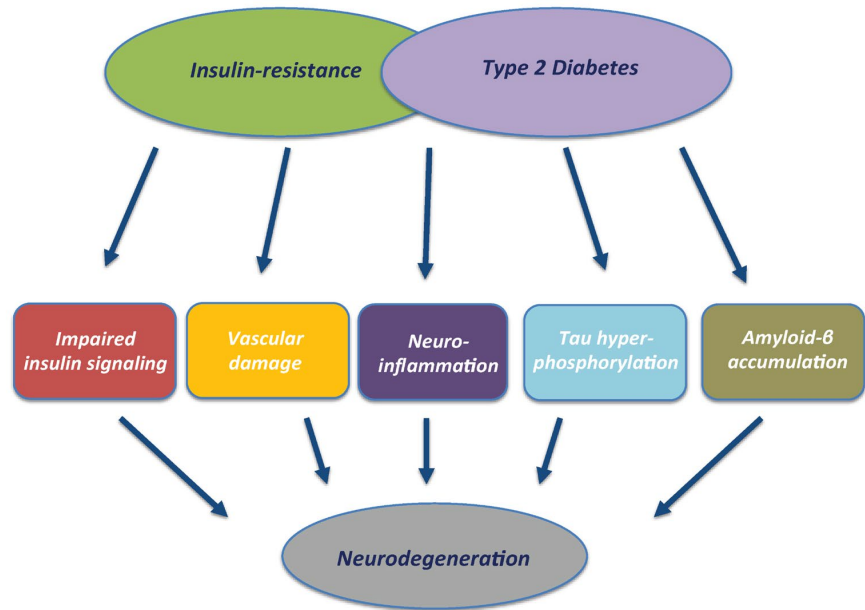 Insulin-resistance
Type 2 Diabetes
Impaired
insulin signaling
Vascular
damage
Neuro-
inflammation
Tau hyper-
phosphorylation
Amyloid-β
accumulation
Neurodegeneration